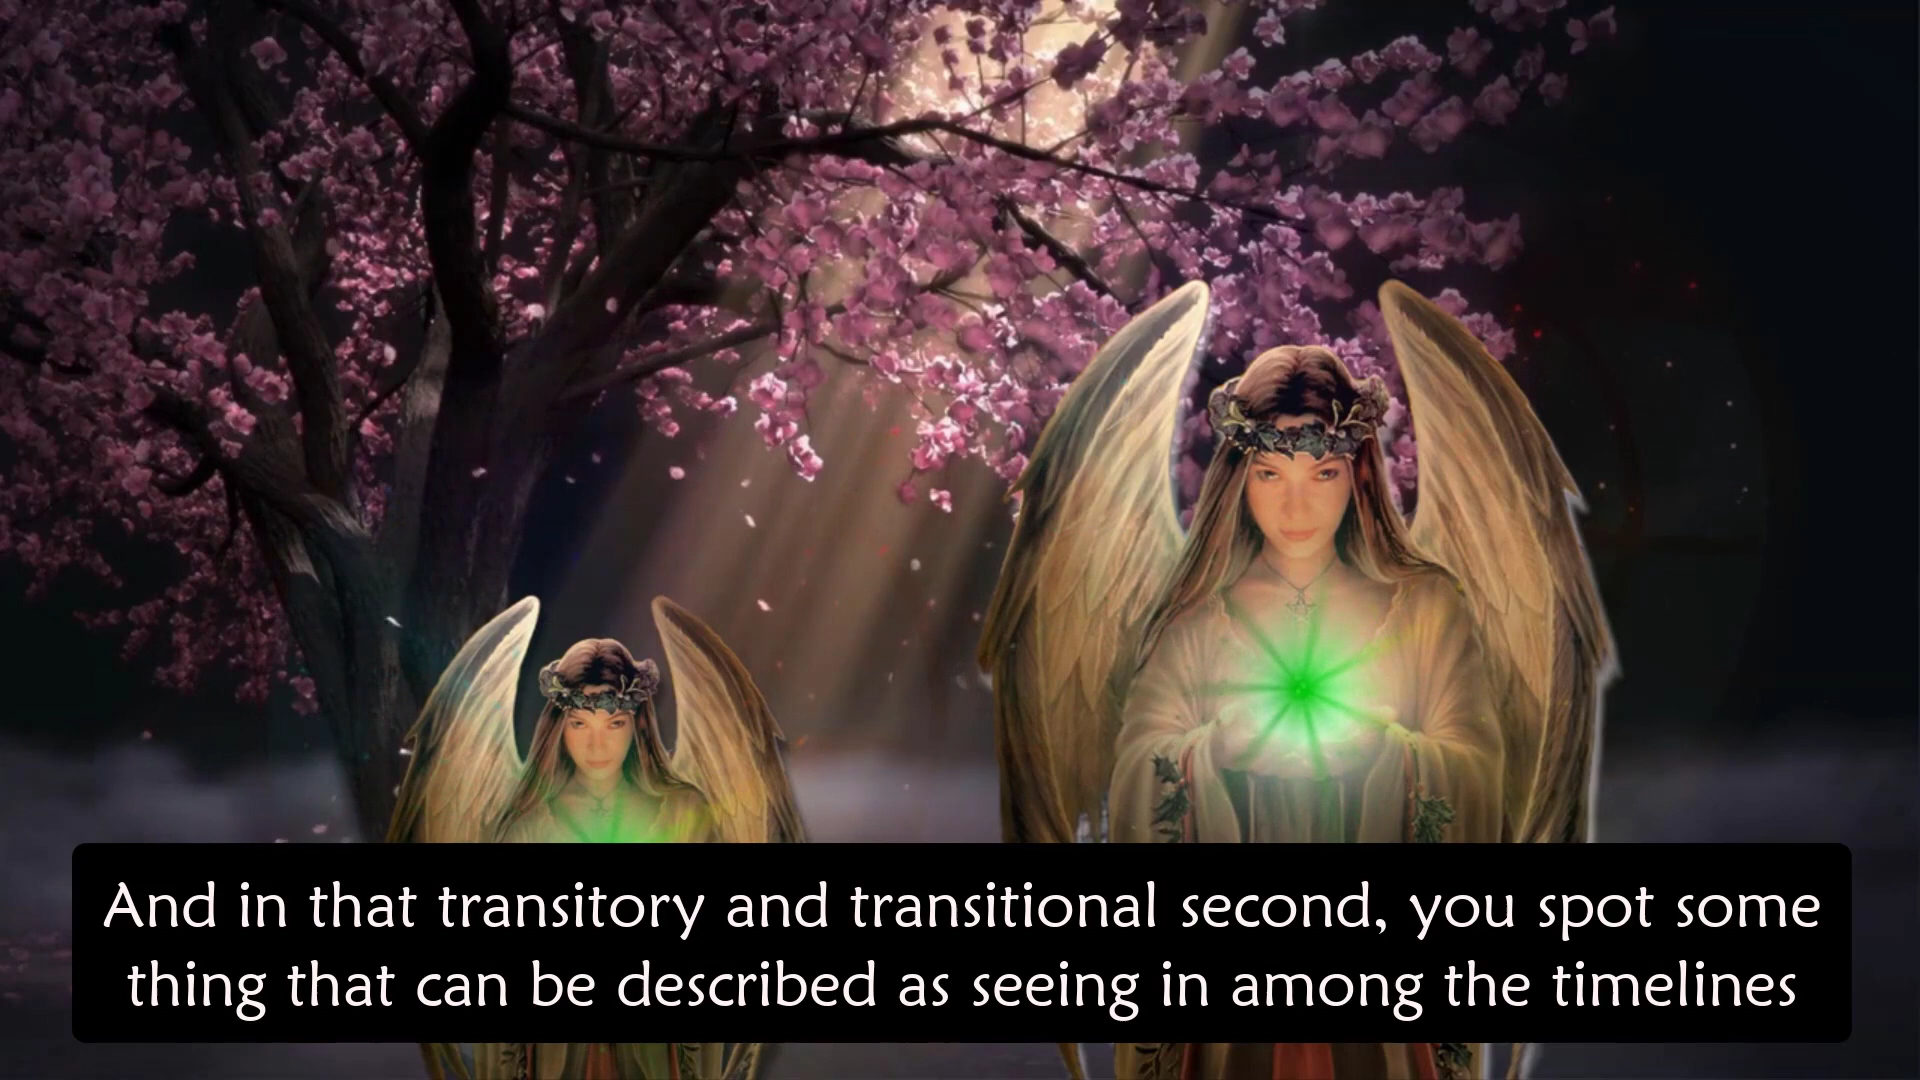 And in that transitory and transitional second, you spot some
thing that can be described as seeing in among the timelines